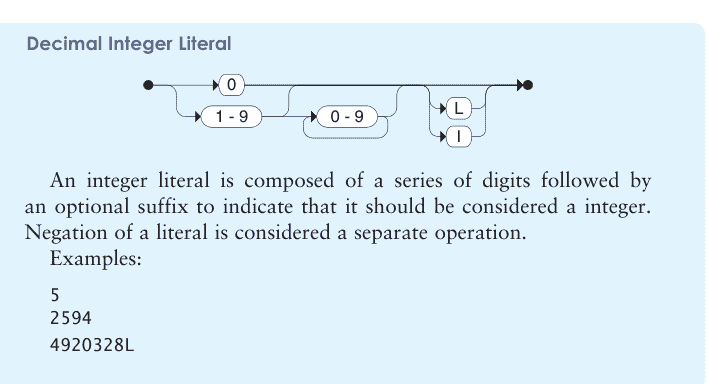 Decimal Integer Literal
0
1 - 9
0 - 9
L
l
An integer literal is composed of a series of digits followed by
an optional suffix to indicate that it should be considered a integer.
Negation of a literal is considered a separate operation.
Examples:
5
2594
4920328L